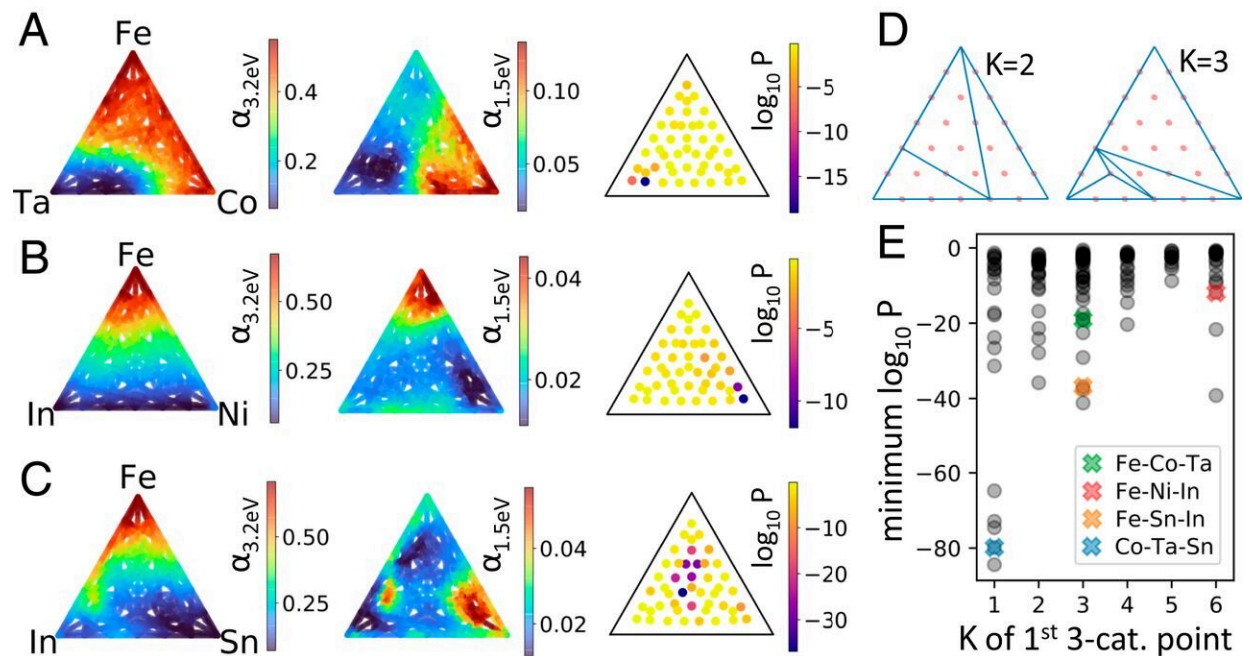 A
Fe
Ta
Co
α3.2eV
0.4
0.2
α1.5eV
0.10
0.05
log10 P
−5
−10
−15
B
Fe
In
Ni
α3.2eV
0.50
0.25
α1.5eV
0.04
0.02
log10 P
−5
−10
C
Fe
In
Sn
α3.2eV
0.50
0.25
α1.5eV
0.04
0.02
log10 P
−10
−20
−30
D
K=2
K=3
E
minimum log10 P
0
−20
−40
−60
−80
Fe-Co-Ta
Fe-Ni-In
Fe-Sn-In
Co-Ta-Sn
1 2 3 4 5 6
K of 1st 3-cat. point